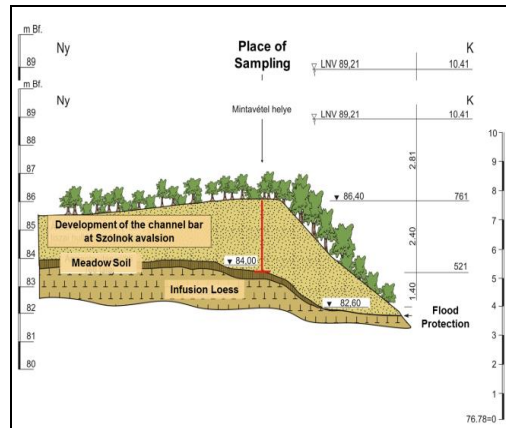 m Bf.
Ny
Place of
Sampling
K
89
LNV 89,21
10.41
m Bf.
Ny
K
89
Mintavétel helye
LNV 89,21
10.41
88
87
86
85
84
83
82
81
80
2.81
86,40
761
Development of the channel bar
at Szolnok avalsion
2.40
84,00
521
Meadow Soil
Infusion Loess
82,60
1.40
Flood
Protection
10
9
8
7
6
5
4
3
2
1
76.78=0